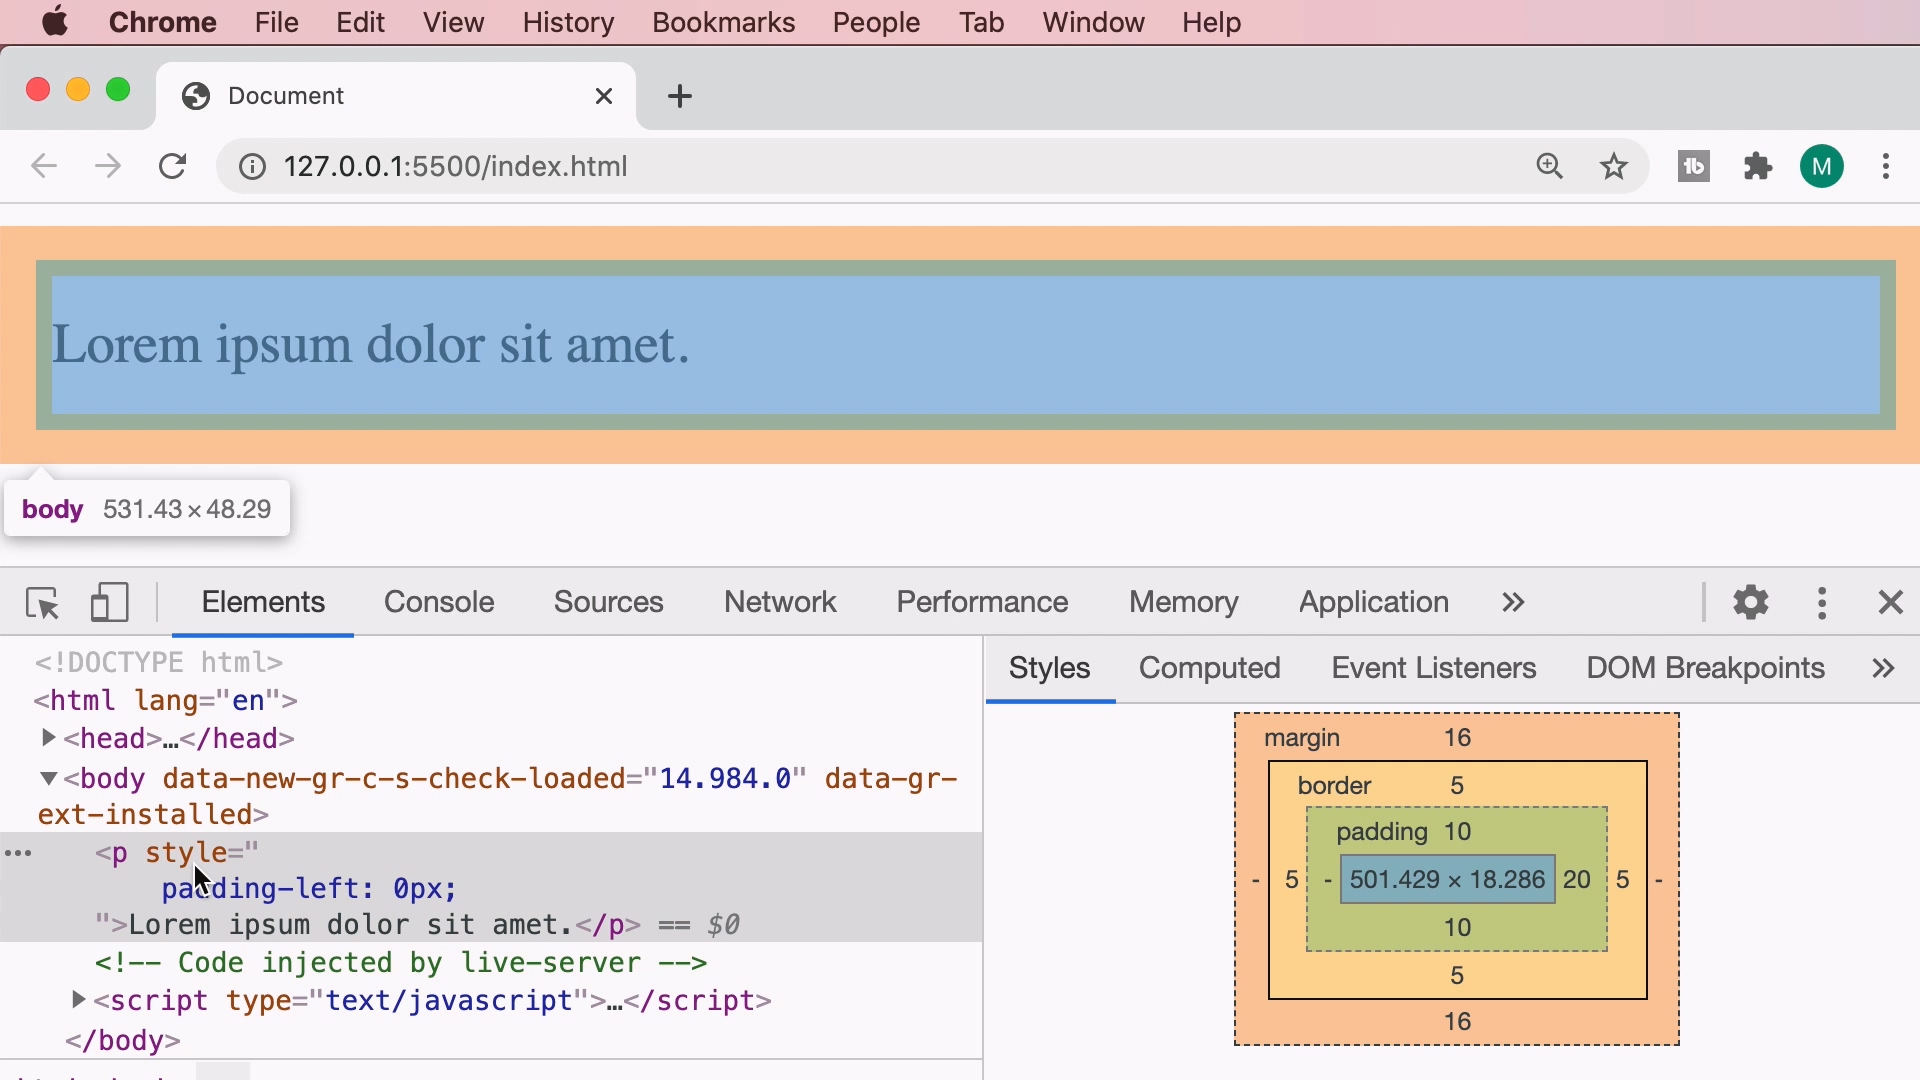 Chrome File Edit View History Bookmarks People Tab Window Help
Document
127.0.0.1:5500/index.html
M
Lorem ipsum dolor sit amet.
body 531.43×48.29
Elements Console Sources Network Performance Memory Application »
<!DOCTYPE html>
<html lang="en">
▶<head>…</head>
▼<body data-new-gr-c-s-check-loaded="14.984.0" data-gr-
ext-installed>
<p style="
padding-left: 0px;
">Lorem ipsum dolor sit amet.</p> == $0
<!-- Code injected by live-server -->
▶<script type="text/javascript">…</script>
</body>
Styles Computed Event Listeners DOM Breakpoints »
margin 16
border 5
padding 10
- 5 - 501.429 × 18.286 20 5 -
10
5
16